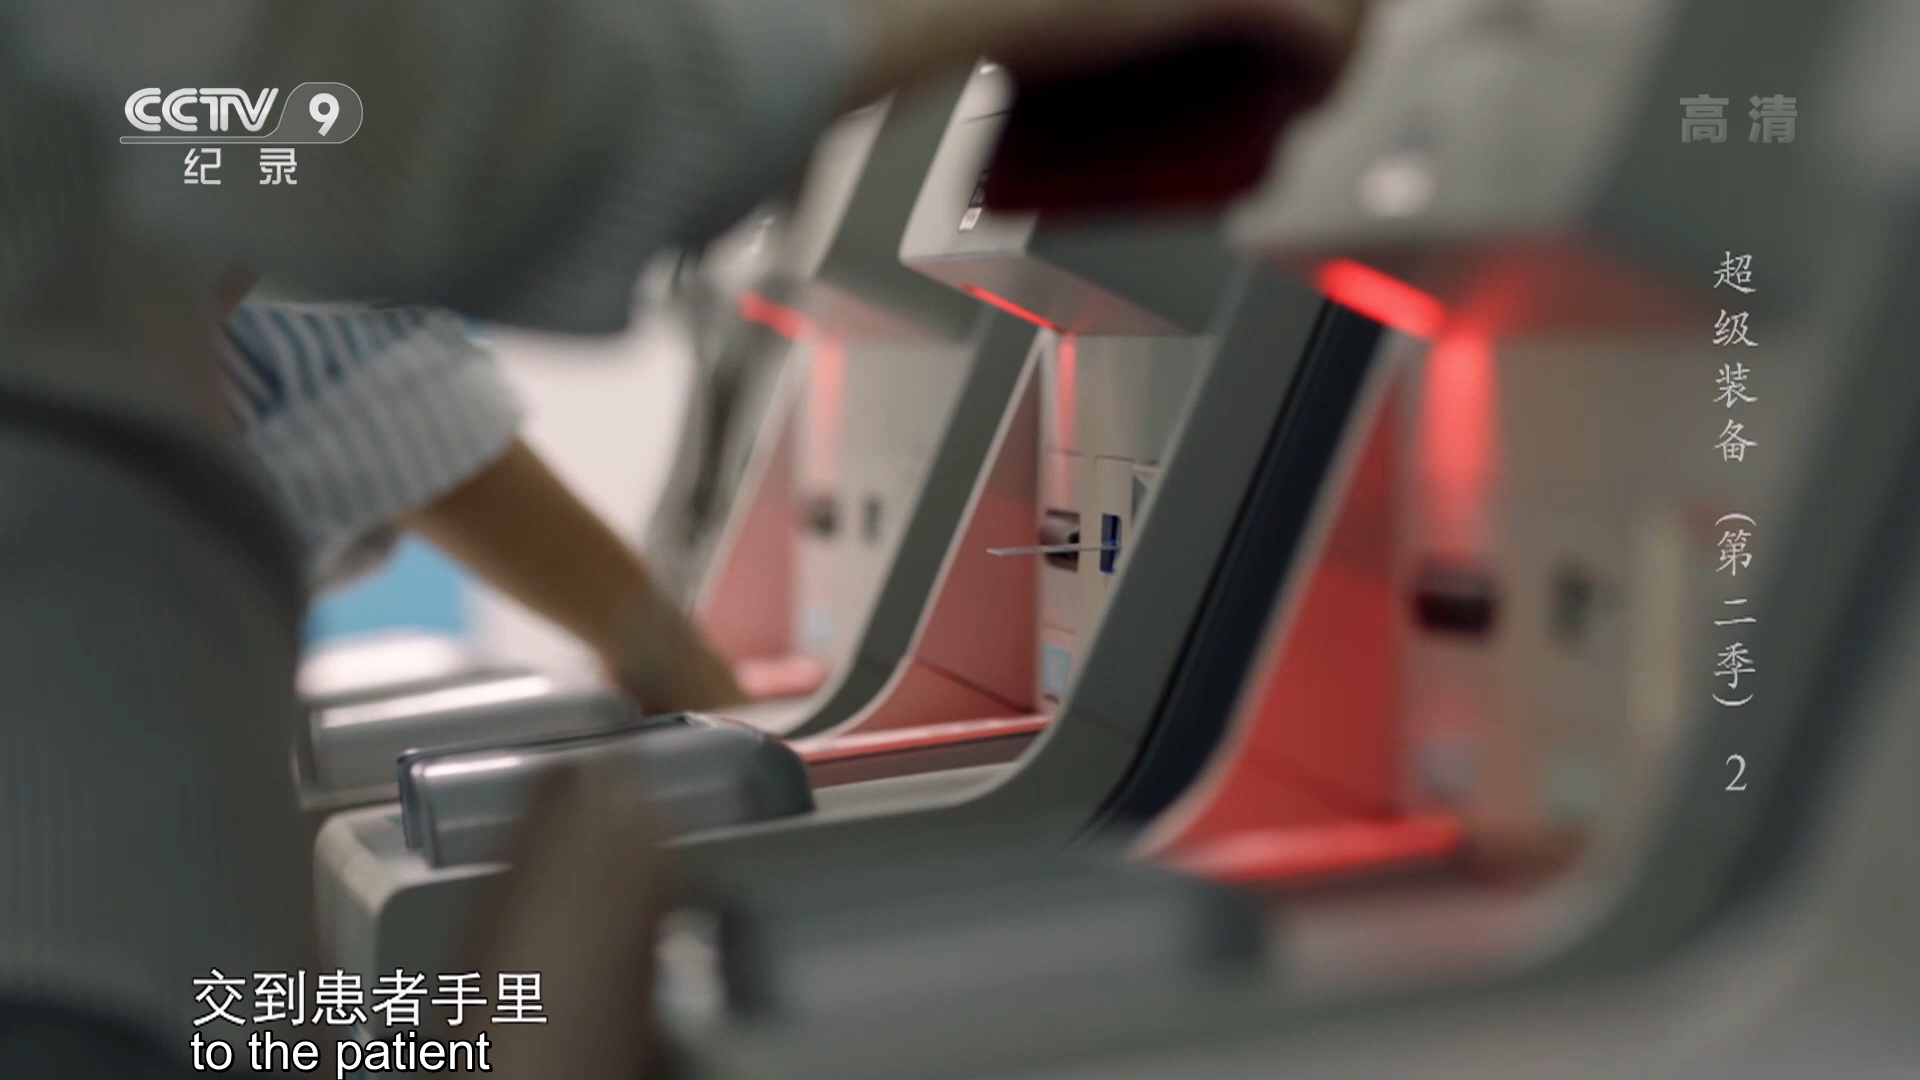 CCTV 9
纪录
高清
超级装备（第二季）2
交到患者手里
to the patient